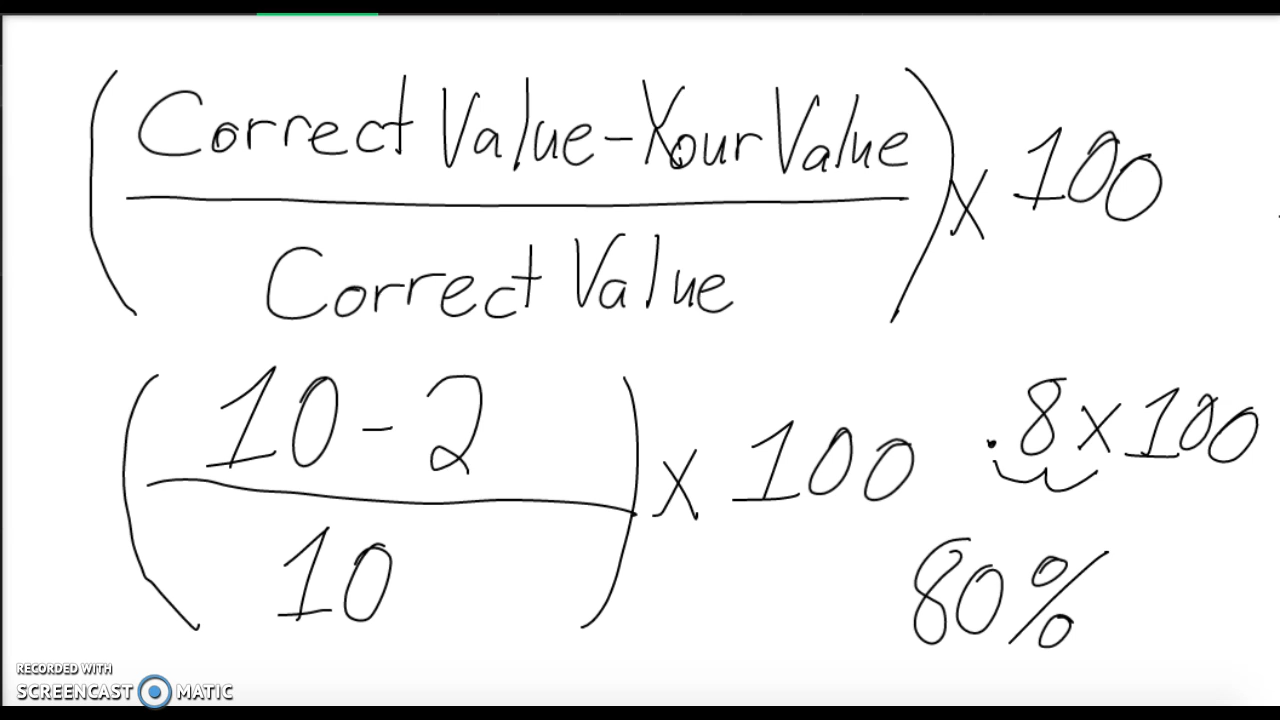 (Correct Value - Your Value) x 100
Correct Value
(10 - 2) x 100 .8 x 100
10
80%
RECORDED WITH
SCREENCAST MATIC